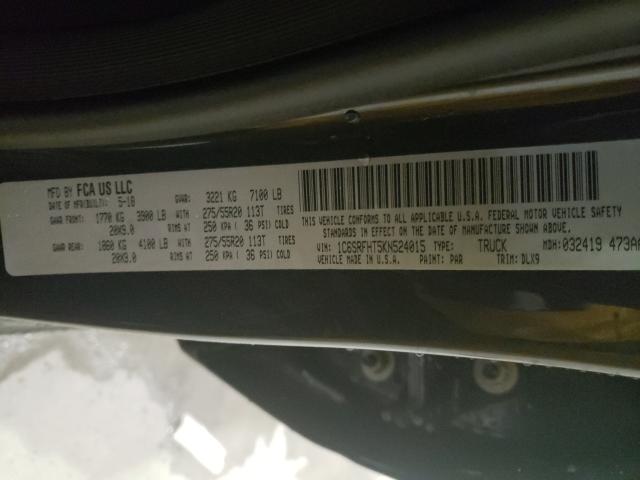 MFD BY FCA US LLC
DATE OF MFR(BUILT): 5-18 GVWR: 3221 KG 7100 LB
GAWR FRONT: 1770 KG 3900 LB WITH 275/55R20 113T TIRES
20X9.0 RIMS AT 250 KPA ( 36 PSI) COLD
GAWR REAR: 1860 KG 4100 LB WITH 275/55R20 113T TIRES
20X9.0 RIMS AT 250 KPA ( 36 PSI) COLD
THIS VEHICLE CONFORMS TO ALL APPLICABLE U.S.A. FEDERAL MOTOR VEHICLE SAFETY
STANDARDS IN EFFECT ON THE DATE OF MANUFACTURE SHOWN ABOVE.
VIN: 1C6SRFHT5KN524015 TYPE: TRUCK MDH: 032419 473A
VEHICLE MADE IN U.S.A. PAINT: PAR TRIM: DLX9